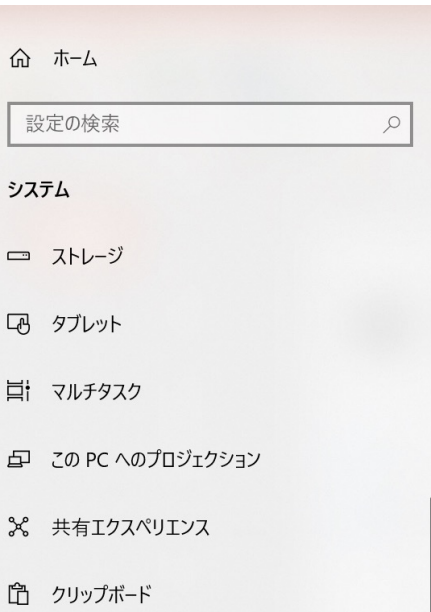 ホーム
設定の検索
システム
ストレージ
タブレット
マルチタスク
この PC へのプロジェクション
共有エクスペリエンス
クリップボード